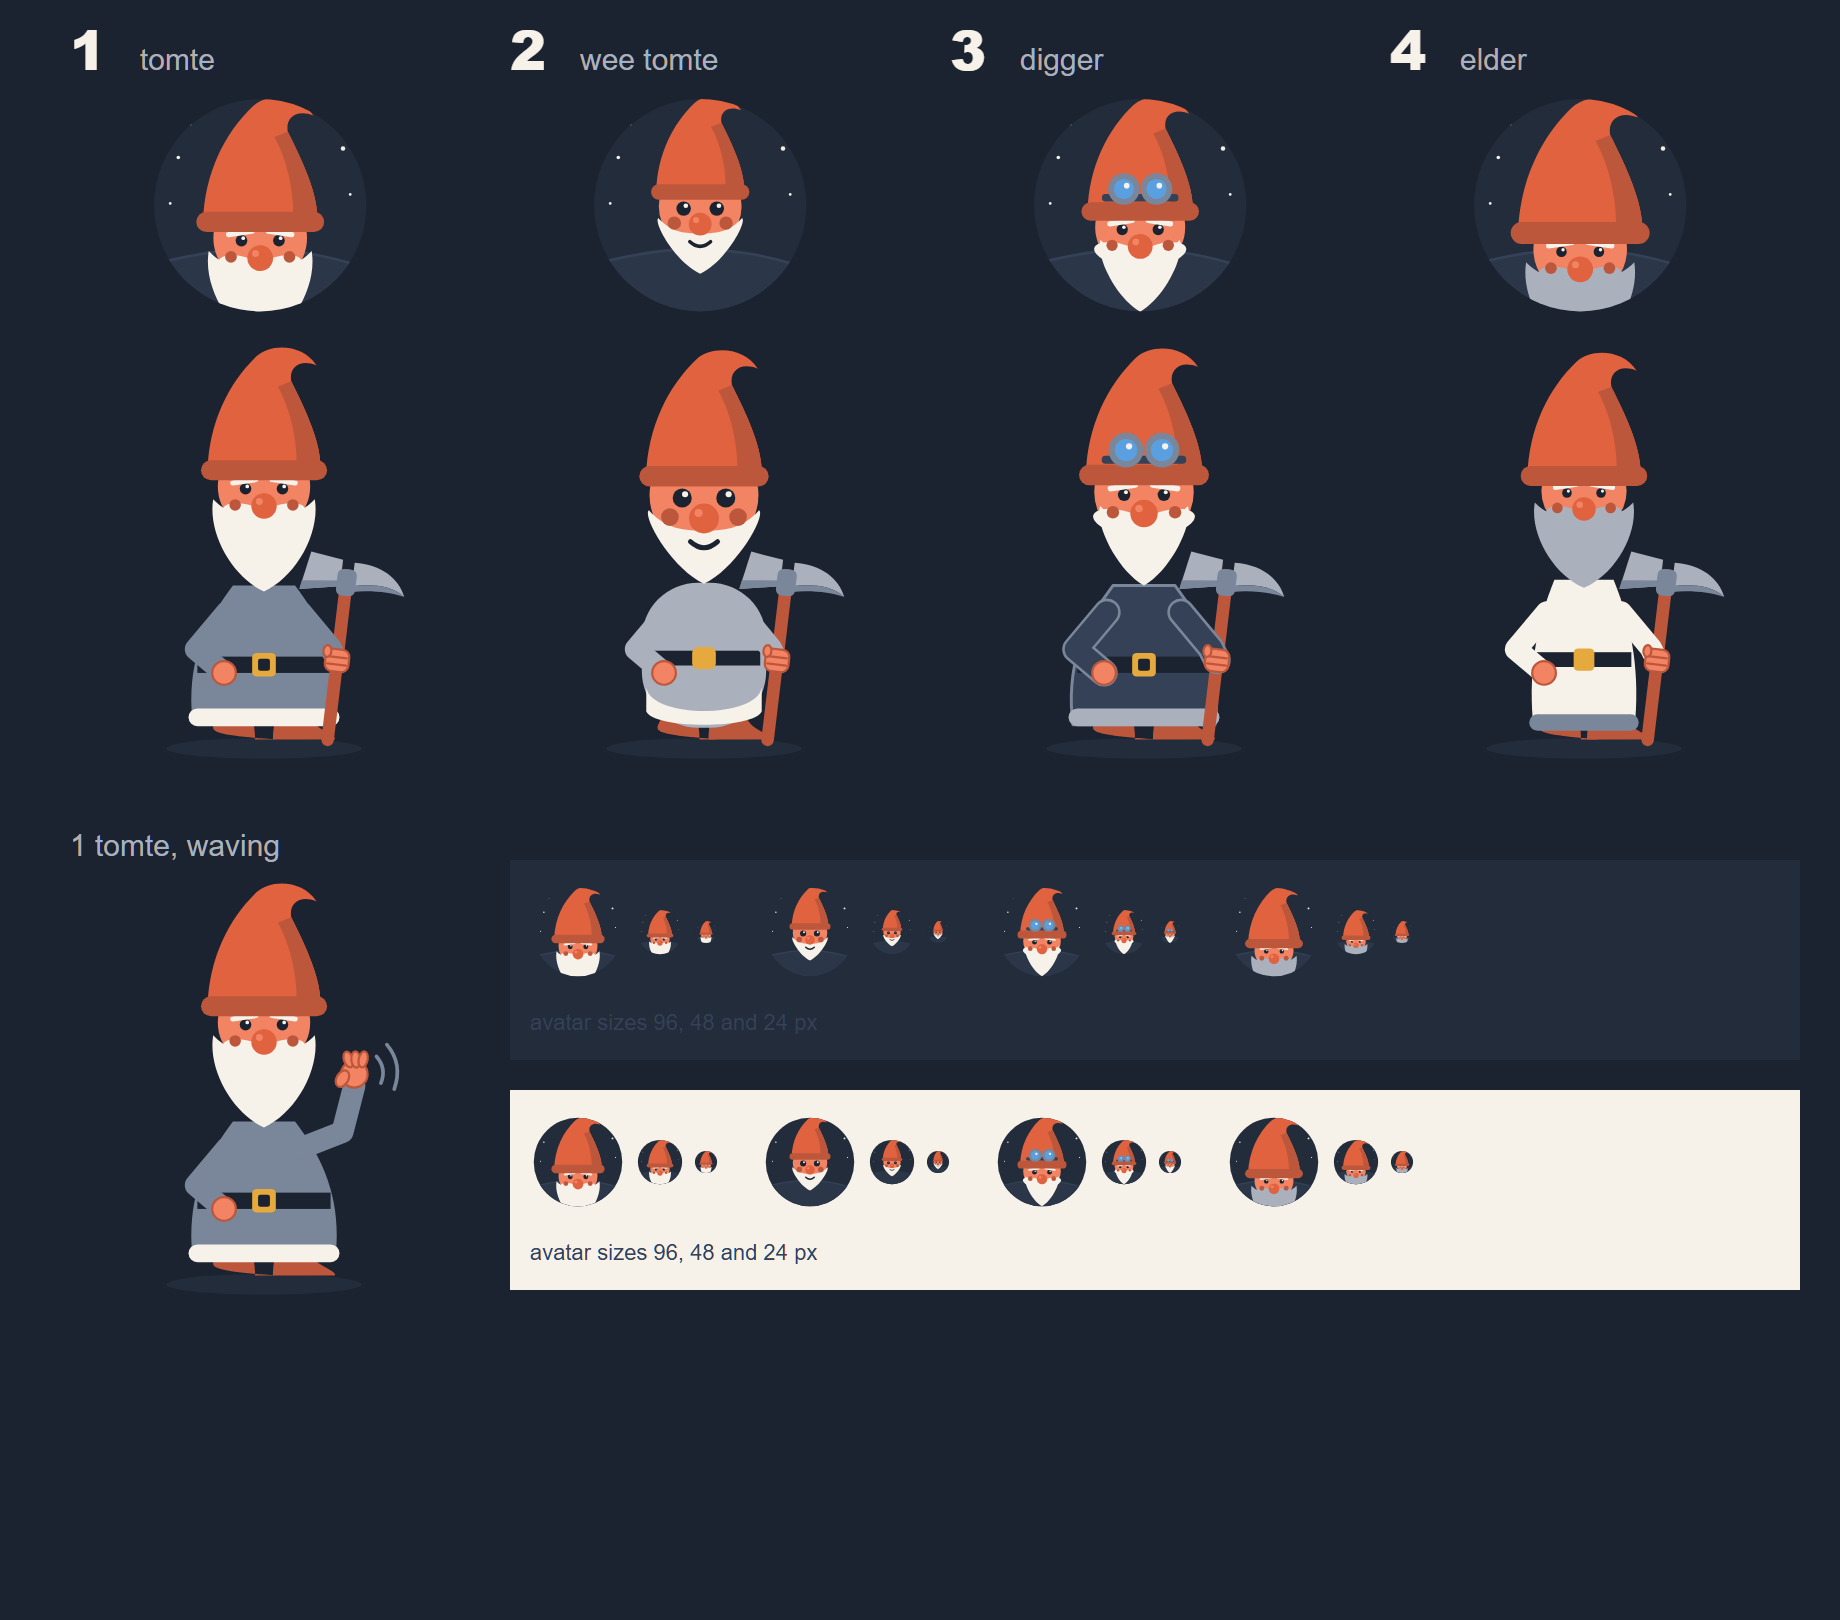 1 tomte
2 wee tomte
3 digger
4 elder
1 tomte, waving
avatar sizes 96, 48 and 24 px
avatar sizes 96, 48 and 24 px